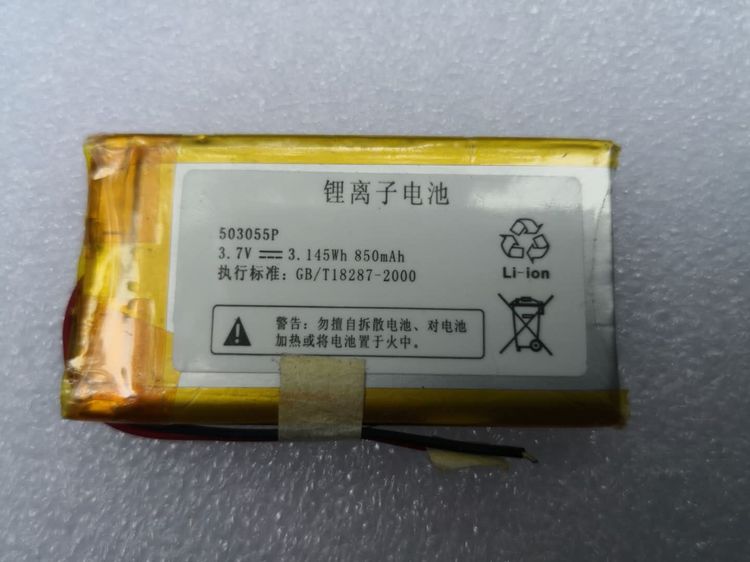 锂离子电池
503055P
3.7V 3.145Wh 850mAh
执行标准：GB/T18287-2000
Li-ion
警告：勿擅自拆散电池、对电池
加热或将电池置于火中。